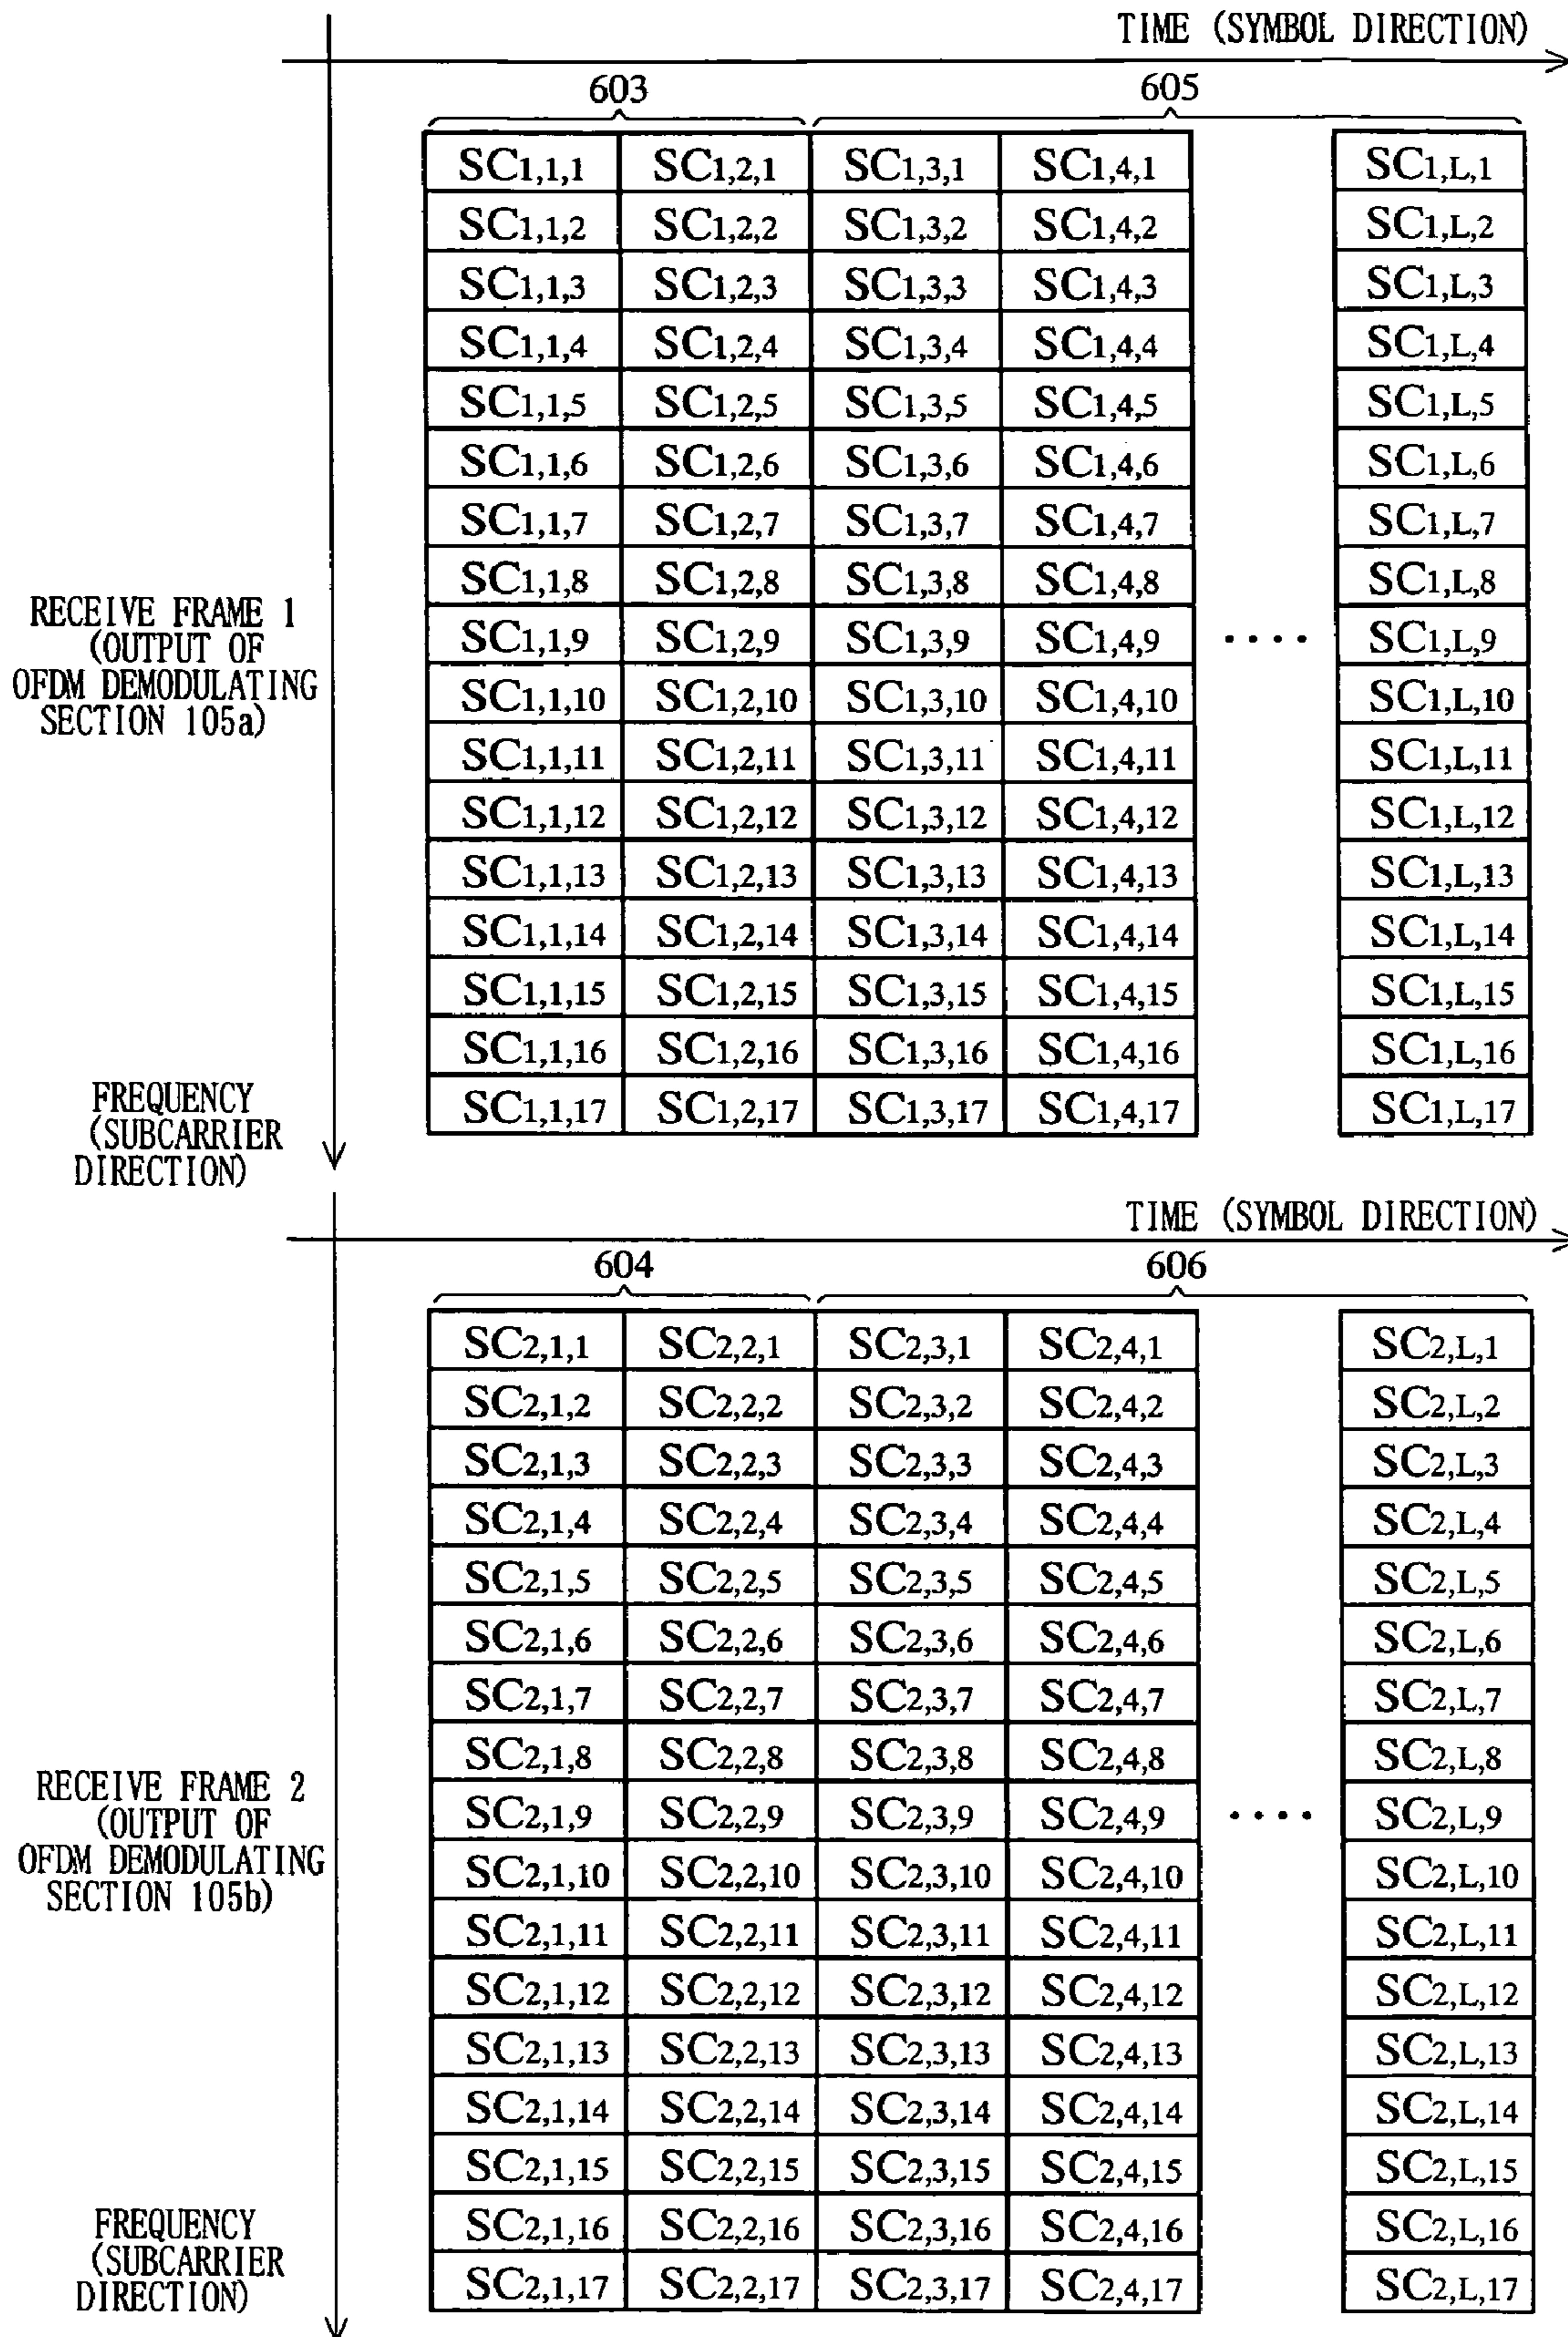 TIME (SYMBOL DIRECTION)
603 605
SC1,1,1 SC1,2,1 SC1,3,1 SC1,4,1 SC1,L,1
SC1,1,2 SC1,2,2 SC1,3,2 SC1,4,2 SC1,L,2
SC1,1,3 SC1,2,3 SC1,3,3 SC1,4,3 SC1,L,3
SC1,1,4 SC1,2,4 SC1,3,4 SC1,4,4 SC1,L,4
SC1,1,5 SC1,2,5 SC1,3,5 SC1,4,5 SC1,L,5
SC1,1,6 SC1,2,6 SC1,3,6 SC1,4,6 SC1,L,6
SC1,1,7 SC1,2,7 SC1,3,7 SC1,4,7 SC1,L,7
SC1,1,8 SC1,2,8 SC1,3,8 SC1,4,8 SC1,L,8
SC1,1,9 SC1,2,9 SC1,3,9 SC1,4,9 .... SC1,L,9
SC1,1,10 SC1,2,10 SC1,3,10 SC1,4,10 SC1,L,10
SC1,1,11 SC1,2,11 SC1,3,11 SC1,4,11 SC1,L,11
SC1,1,12 SC1,2,12 SC1,3,12 SC1,4,12 SC1,L,12
SC1,1,13 SC1,2,13 SC1,3,13 SC1,4,13 SC1,L,13
SC1,1,14 SC1,2,14 SC1,3,14 SC1,4,14 SC1,L,14
SC1,1,15 SC1,2,15 SC1,3,15 SC1,4,15 SC1,L,15
SC1,1,16 SC1,2,16 SC1,3,16 SC1,4,16 SC1,L,16
SC1,1,17 SC1,2,17 SC1,3,17 SC1,4,17 SC1,L,17
RECEIVE FRAME 1
(OUTPUT OF
OFDM DEMODULATING
SECTION 105a)
FREQUENCY
(SUBCARRIER
DIRECTION)
TIME (SYMBOL DIRECTION)
604 606
SC2,1,1 SC2,2,1 SC2,3,1 SC2,4,1 SC2,L,1
SC2,1,2 SC2,2,2 SC2,3,2 SC2,4,2 SC2,L,2
SC2,1,3 SC2,2,3 SC2,3,3 SC2,4,3 SC2,L,3
SC2,1,4 SC2,2,4 SC2,3,4 SC2,4,4 SC2,L,4
SC2,1,5 SC2,2,5 SC2,3,5 SC2,4,5 SC2,L,5
SC2,1,6 SC2,2,6 SC2,3,6 SC2,4,6 SC2,L,6
SC2,1,7 SC2,2,7 SC2,3,7 SC2,4,7 SC2,L,7
SC2,1,8 SC2,2,8 SC2,3,8 SC2,4,8 SC2,L,8
SC2,1,9 SC2,2,9 SC2,3,9 SC2,4,9 .... SC2,L,9
SC2,1,10 SC2,2,10 SC2,3,10 SC2,4,10 SC2,L,10
SC2,1,11 SC2,2,11 SC2,3,11 SC2,4,11 SC2,L,11
SC2,1,12 SC2,2,12 SC2,3,12 SC2,4,12 SC2,L,12
SC2,1,13 SC2,2,13 SC2,3,13 SC2,4,13 SC2,L,13
SC2,1,14 SC2,2,14 SC2,3,14 SC2,4,14 SC2,L,14
SC2,1,15 SC2,2,15 SC2,3,15 SC2,4,15 SC2,L,15
SC2,1,16 SC2,2,16 SC2,3,16 SC2,4,16 SC2,L,16
SC2,1,17 SC2,2,17 SC2,3,17 SC2,4,17 SC2,L,17
RECEIVE FRAME 2
(OUTPUT OF
OFDM DEMODULATING
SECTION 105b)
FREQUENCY
(SUBCARRIER
DIRECTION)